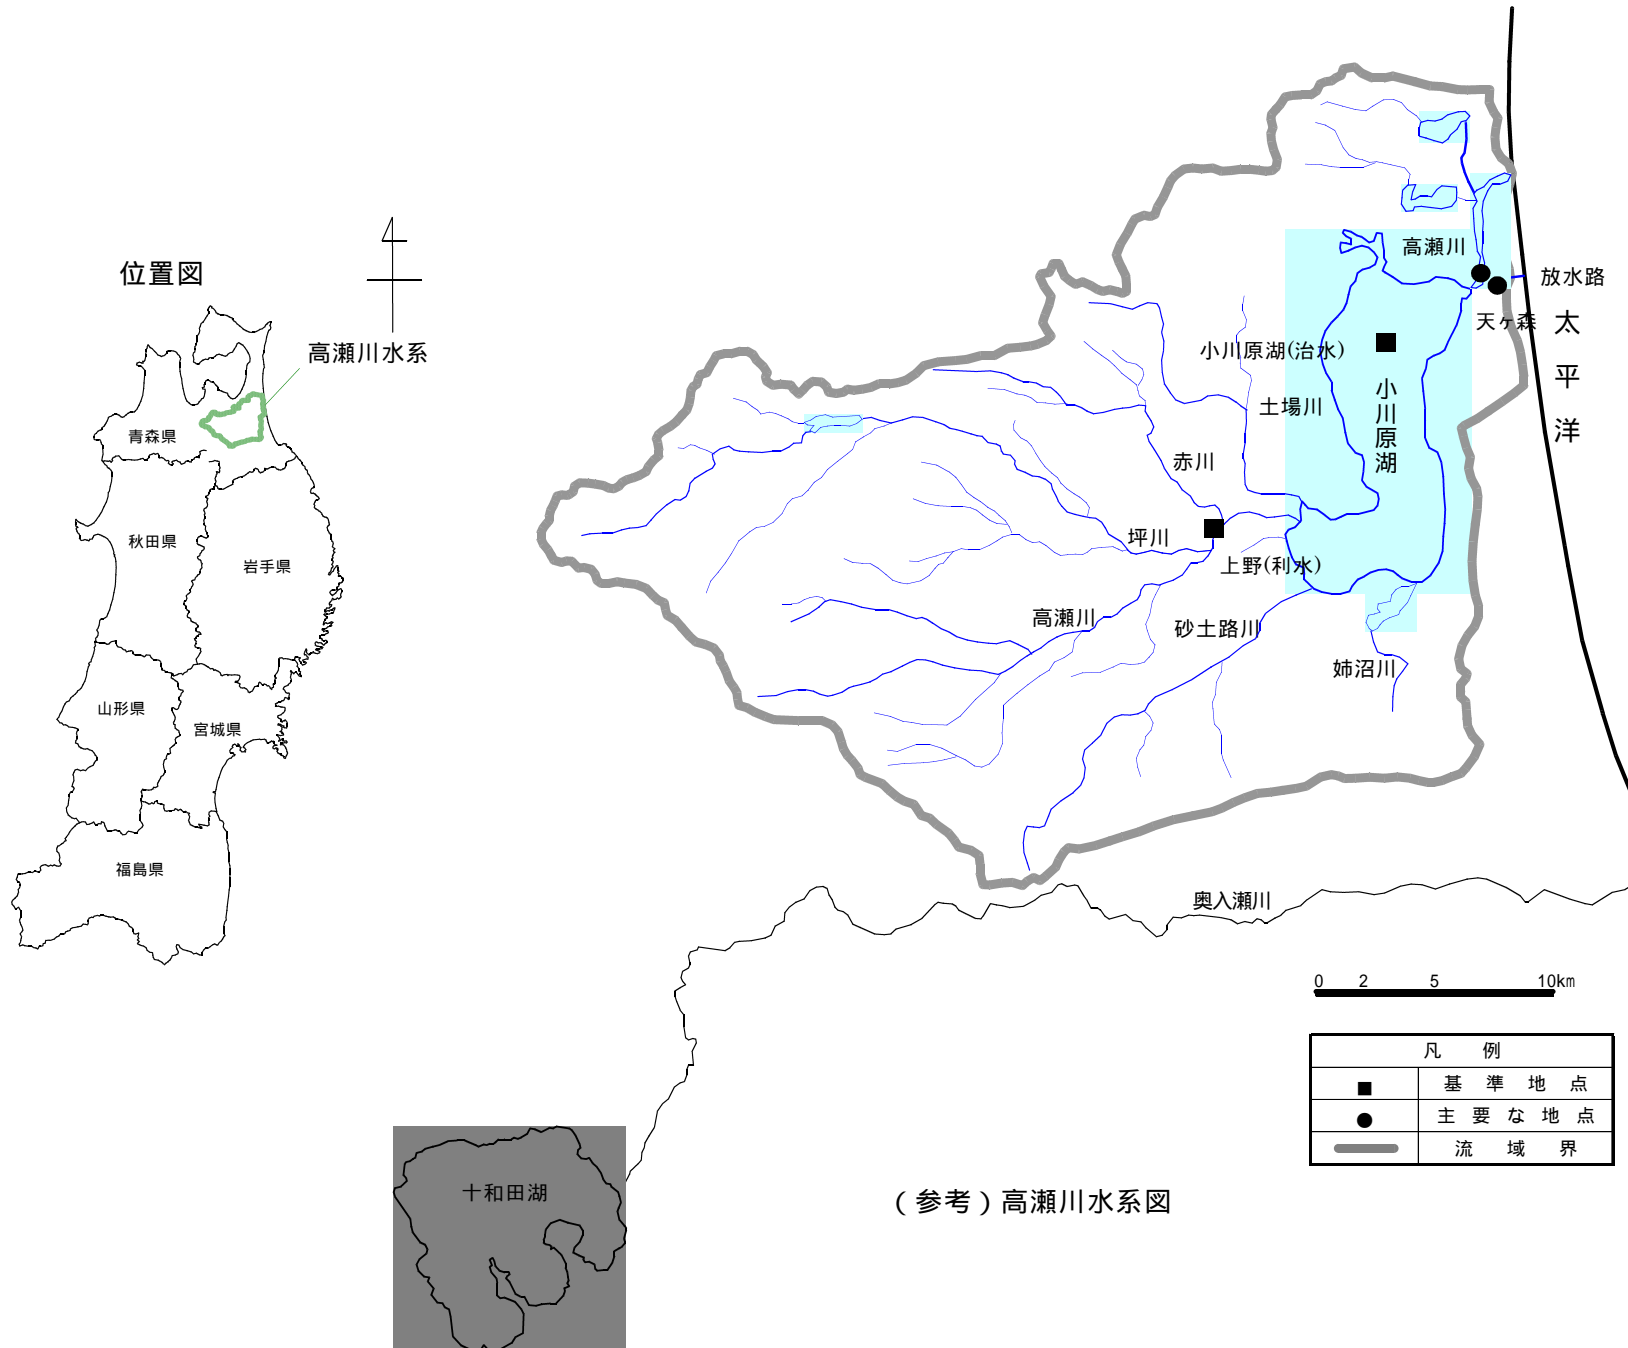 位置図
高瀬川水系
青森県
秋田県
岩手県
山形県
宮城県
福島県
高瀬川
放水路
天ヶ森
太平洋
小川原湖(治水)
小川原湖
土場川
赤川
坪川
上野(利水)
高瀬川
砂土路川
姉沼川
奥入瀬川
0 2 5 10km
凡 例
■ 基 準 地 点
● 主 要 な 地 点
流 域 界
十和田湖
(参考)高瀬川水系図